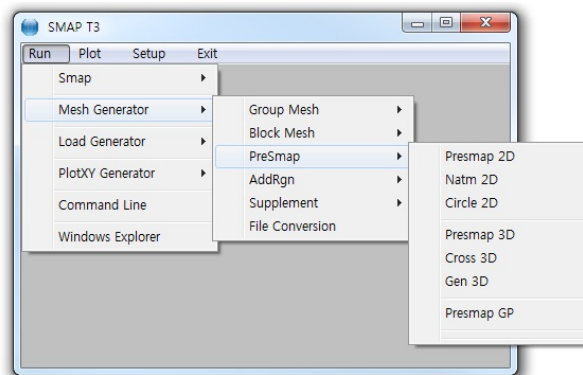 SMAP T3
Run Plot Setup Exit
Smap
Mesh Generator
Load Generator
PlotXY Generator
Command Line
Windows Explorer
Group Mesh
Block Mesh
PreSmap
AddRgn
Supplement
File Conversion
Presmap 2D
Natm 2D
Circle 2D
Presmap 3D
Cross 3D
Gen 3D
Presmap GP